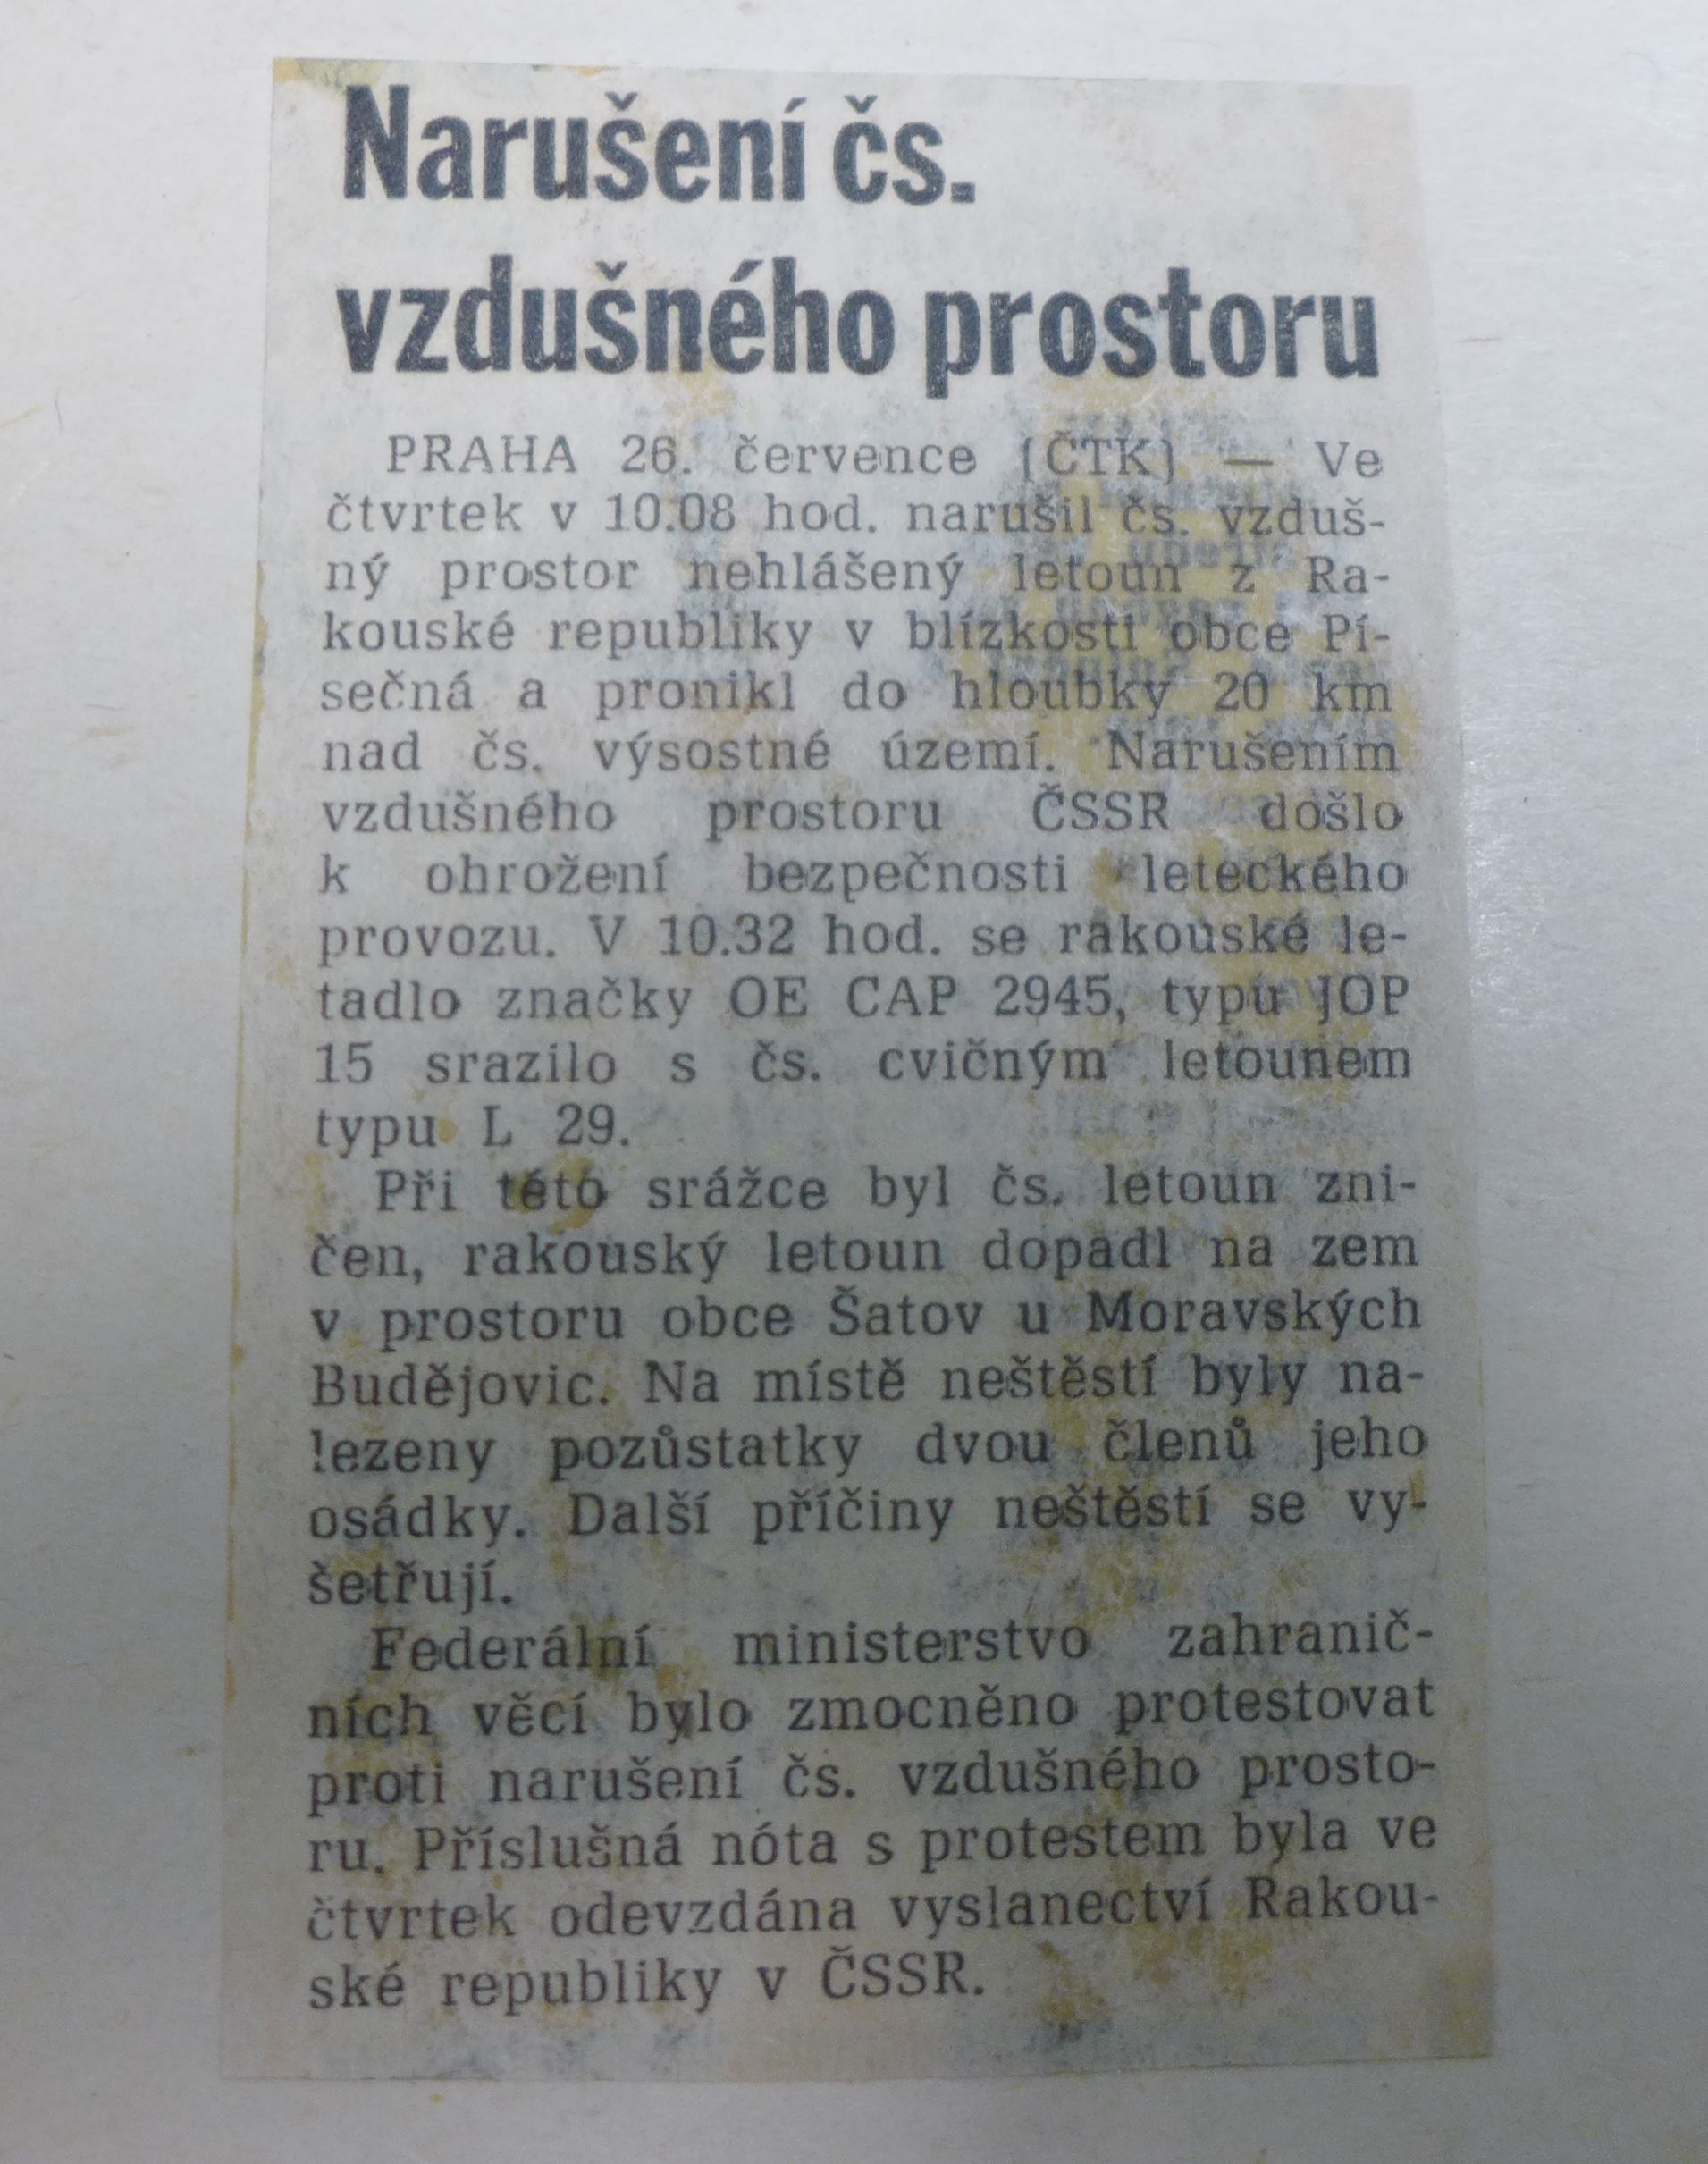 Narušení čs.
vzdušného prostoru
PRAHA 26. července (ČTK) — Ve
čtvrtek v 10.08 hod. narušil čs. vzduš-
ný prostor nehlášený letoun z Ra-
kouské republiky v blízkosti obce Pí-
sečná a pronikl do hloubky 20 km
nad čs. výsostné území. Narušením
vzdušného prostoru ČSSR došlo
k ohrožení bezpečnosti leteckého
provozu. V 10.32 hod. se rakouské le-
tadlo značky OE CAP 2945, typu JOP
15 srazilo s čs. cvičným letounem
typu L 29.
Při této srážce byl čs. letoun zni-
čen, rakouský letoun dopadl na zem
v prostoru obce Šatov u Moravských
Budějovic. Na místě neštěstí byly na-
lezeny pozůstatky dvou členů jeho
osádky. Další příčiny neštěstí se vy-
šetřují.
Federální ministerstvo zahranič-
ních věcí bylo zmocněno protestovat
proti narušení čs. vzdušného prosto-
ru. Příslušná nóta s protestem byla ve
čtvrtek odevzdána vyslanectví Rakou-
ské republiky v ČSSR.